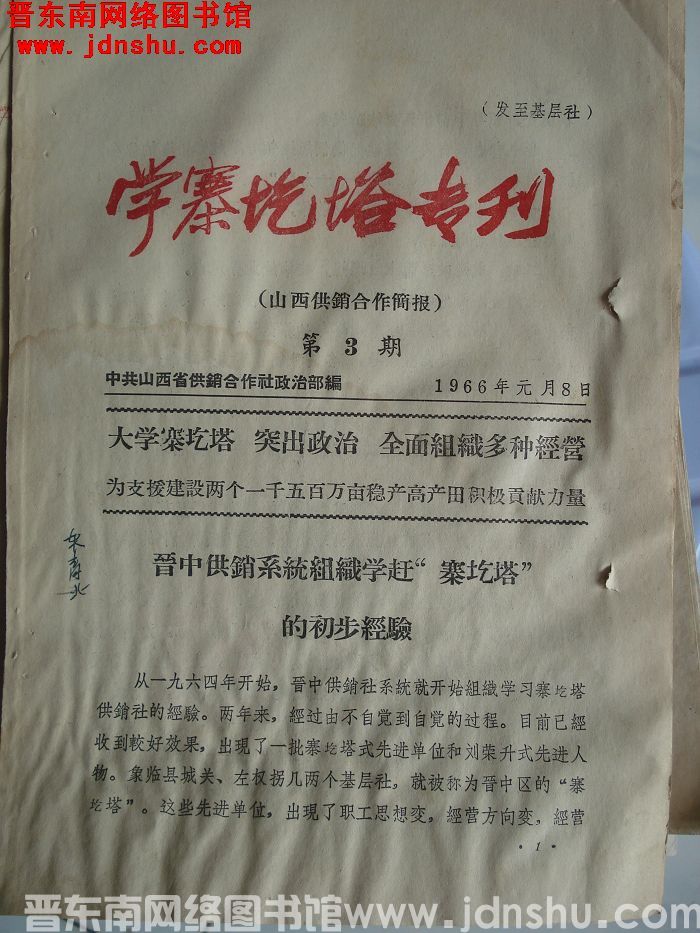 晋东南网络图书馆
www.jdnshu.com
（发至基层社）
学寨圪塔专刊
（山西供銷合作简报）
第3期
中共山西省供銷合作社政治部編 1966年元月8日
大学寨圪塔 突出政治 全面組織多种經营
为支援建設两个一千五百万亩稳产高产田积极貢献力量
晉中供銷系統組織学赶“寨圪塔”
的初步經驗
从一九六四年开始，晉中供銷社系統就开始組織学习寨圪塔
供銷社的經驗。两年来，經过由不自觉到自觉的过程。目前已經
收到較好效果，出現了一批寨圪塔式先进单位和刘荣升式先进人
物。象临县城关、左权拐儿两个基层社，就被称为晉中区的“寨
圪塔”。这些先进单位，出現了职工思想变，經营方向变，經营
·1·
晋东南网络图书馆www.jdnshu.com